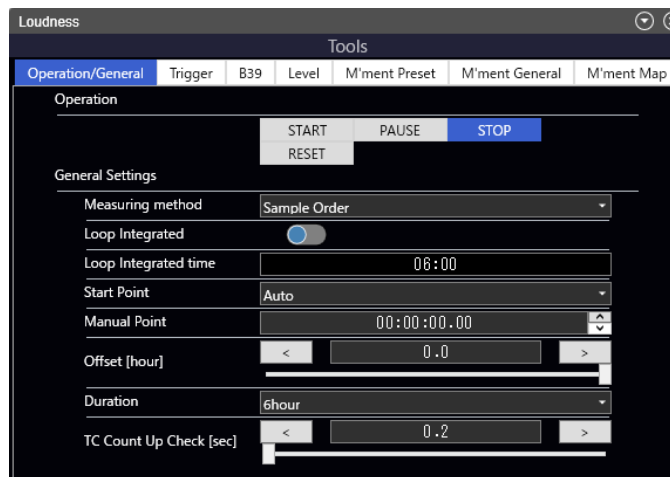 Loudness
Tools
Operation/General Trigger B39 Level M'ment Preset M'ment General M'ment Map
Operation
START PAUSE STOP
RESET
General Settings
Measuring method Sample Order
Loop Integrated
Loop Integrated time 06:00
Start Point Auto
Manual Point 00:00:00.00
Offset [hour] < 0.0 >
Duration 6hour
TC Count Up Check [sec] < 0.2 >